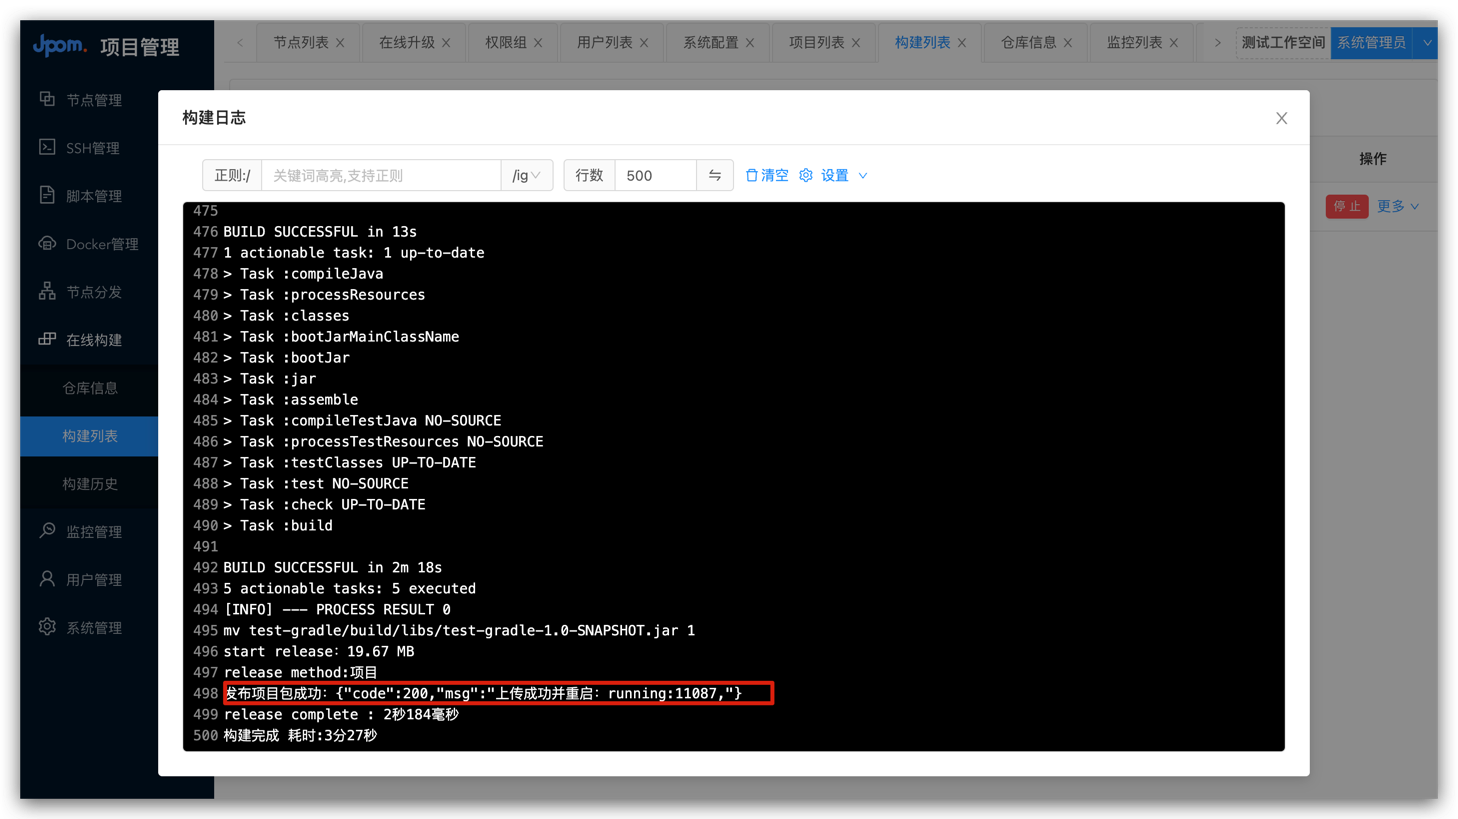 Jpom. 项目管理
节点列表
在线升级
权限组
用户列表
系统配置
项目列表
构建列表
仓库信息
监控列表
测试工作空间
系统管理员
节点管理
SSH管理
脚本管理
Docker管理
节点分发
在线构建
仓库信息
构建列表
构建历史
监控管理
用户管理
系统管理
构建日志
正则:/ 关键词高亮,支持正则 /ig 行数 500 清空 设置
操作
停 止 更多
475
476 BUILD SUCCESSFUL in 13s
477 1 actionable task: 1 up-to-date
478 > Task :compileJava
479 > Task :processResources
480 > Task :classes
481 > Task :bootJarMainClassName
482 > Task :bootJar
483 > Task :jar
484 > Task :assemble
485 > Task :compileTestJava NO-SOURCE
486 > Task :processTestResources NO-SOURCE
487 > Task :testClasses UP-TO-DATE
488 > Task :test NO-SOURCE
489 > Task :check UP-TO-DATE
490 > Task :build
491
492 BUILD SUCCESSFUL in 2m 18s
493 5 actionable tasks: 5 executed
494 [INFO] --- PROCESS RESULT 0
495 mv test-gradle/build/libs/test-gradle-1.0-SNAPSHOT.jar 1
496 start release：19.67 MB
497 release method:项目
498 发布项目包成功：{"code":200,"msg":"上传成功并重启：running:11087,"}
499 release complete : 2秒184毫秒
500 构建完成 耗时:3分27秒